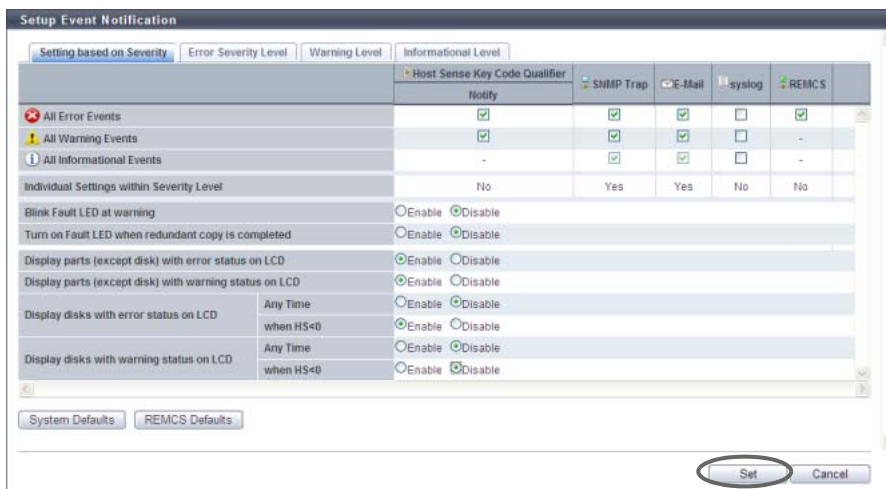 Setup Event Notification
Setting based on Severity Error Severity Level Warning Level Informational Level
Host Sense Key Code Qualifier SNMP Trap E-Mail syslog REMCS
Notify
All Error Events
All Warning Events -
All Informational Events - -
Individual Settings within Severity Level No Yes Yes No No
Blink Fault LED at warning Enable Disable
Turn on Fault LED when redundant copy is completed Enable Disable
Display parts (except disk) with error status on LCD Enable Disable
Display parts (except disk) with warning status on LCD Enable Disable
Display disks with error status on LCD Any Time Enable Disable
when HS<0 Enable Disable
Display disks with warning status on LCD Any Time Enable Disable
when HS<0 Enable Disable
System Defaults REMCS Defaults
Set Cancel